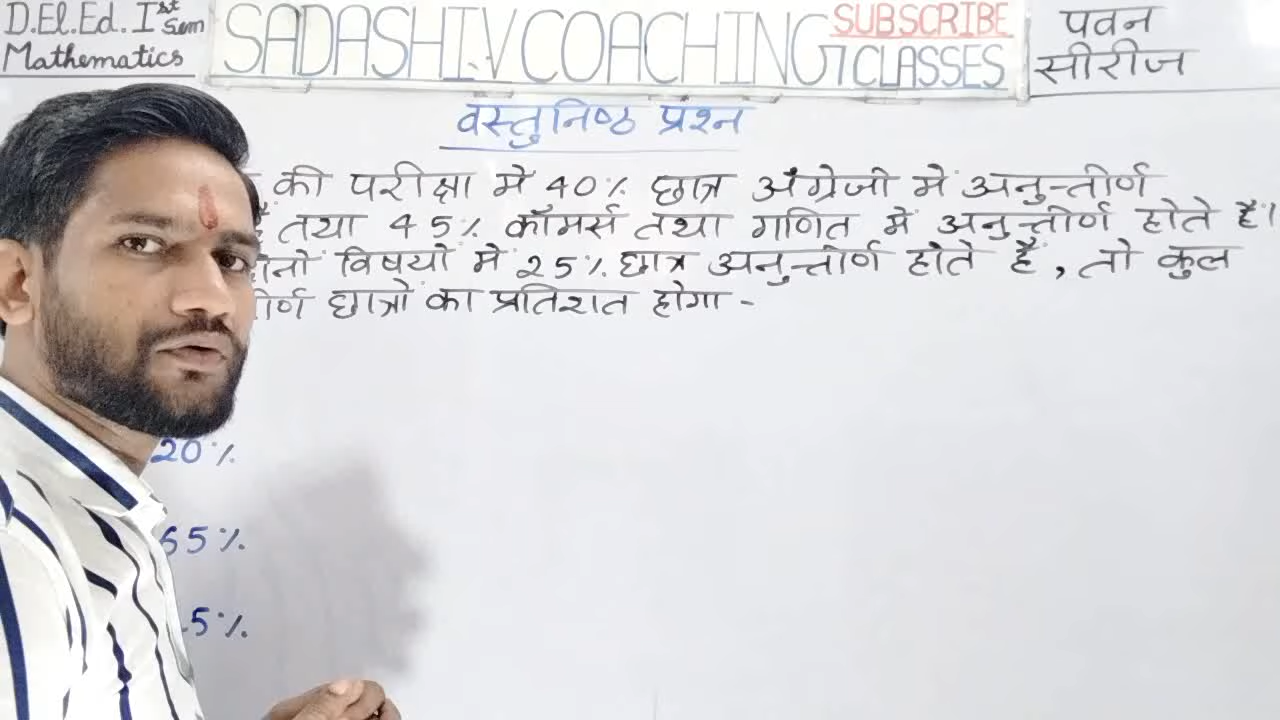 D.El.Ed. Ist Sem
Mathematics
SADASHIV COACHING CLASSES
SUBSCRIBE
पवन
सीरीज
वस्तुनिष्ठ प्रश्न
की परीक्षा में 40% छात्र अंग्रेजी में अनुत्तीर्ण
तथा 45% कॉमर्स तथा गणित में अनुत्तीर्ण होते हैं।
विषयों में 25% छात्र अनुत्तीर्ण होते हैं, तो कुल
छात्रों का प्रतिशत होगा -
20%
65%
5%